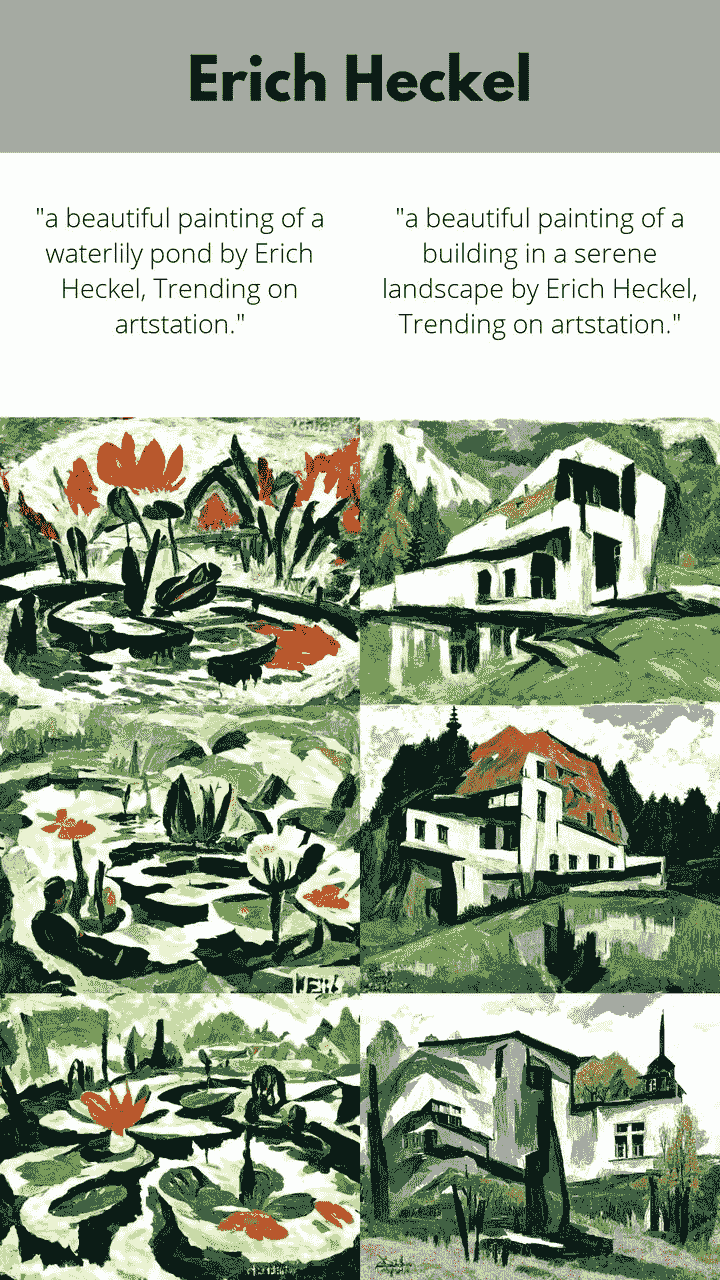 Erich Heckel
"a beautiful painting of a
waterlily pond by Erich
Heckel, Trending on
artstation."
"a beautiful painting of a
building in a serene
landscape by Erich Heckel,
Trending on artstation."